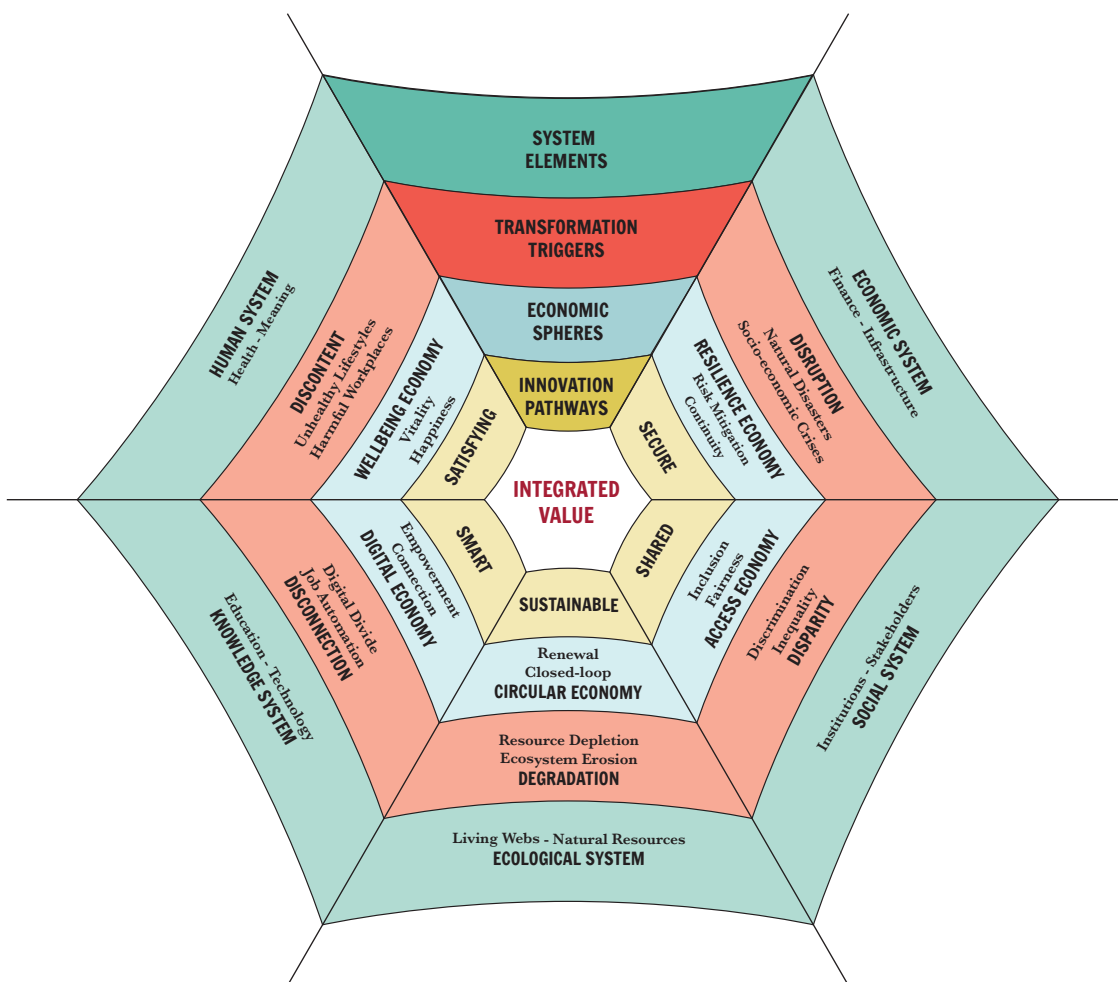 SYSTEM
ELEMENTS
TRANSFORMATION
TRIGGERS
ECONOMIC
SPHERES
INNOVATION
PATHWAYS
INTEGRATED
VALUE
ECONOMIC SYSTEM
Finance - Infrastructure
DISRUPTION
Natural Disasters
Socio-economic Crises
RESILIENCE ECONOMY
Risk Mitigation
Continuity
SECURE
Institutions - Stakeholders
SOCIAL SYSTEM
Discrimination
Inequality
DISPARITY
Inclusion
Fairness
ACCESS ECONOMY
SHARED
SUSTAINABLE
Renewal
Closed-loop
CIRCULAR ECONOMY
Resource Depletion
Ecosystem Erosion
DEGRADATION
Living Webs - Natural Resources
ECOLOGICAL SYSTEM
Education - Technology
KNOWLEDGE SYSTEM
Digital Divide
Job Automation
DISCONNECTION
Empowerment
Connection
DIGITAL ECONOMY
SMART
HUMAN SYSTEM
Health - Meaning
DISCONTENT
Unhealthy Lifestyles
Harmful Workplaces
WELLBEING ECONOMY
Vitality
Happiness
SATISFYING